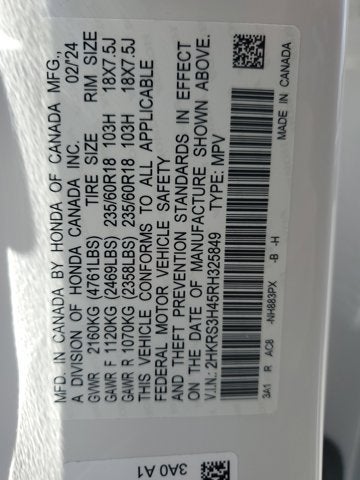 MFD. IN CANADA BY HONDA OF CANADA MFG.,
A DIVISION OF HONDA CANADA INC. 02/24
GVWR 2160KG (4761LBS) TIRE SIZE RIM SIZE
GAWR F 1120KG (2469LBS) 235/60R18 103H 18X7.5J
GAWR R 1070KG (2358LBS) 235/60R18 103H 18X7.5J
THIS VEHICLE CONFORMS TO ALL APPLICABLE
FEDERAL MOTOR VEHICLE SAFETY
AND THEFT PREVENTION STANDARDS IN EFFECT
ON THE DATE OF MANUFACTURE SHOWN ABOVE.
V.I.N.: 2HKRS3H45RH325849 TYPE: MPV
3A1 R AC8 -NH883PX -B -H MADE IN CANADA
3A0 A1